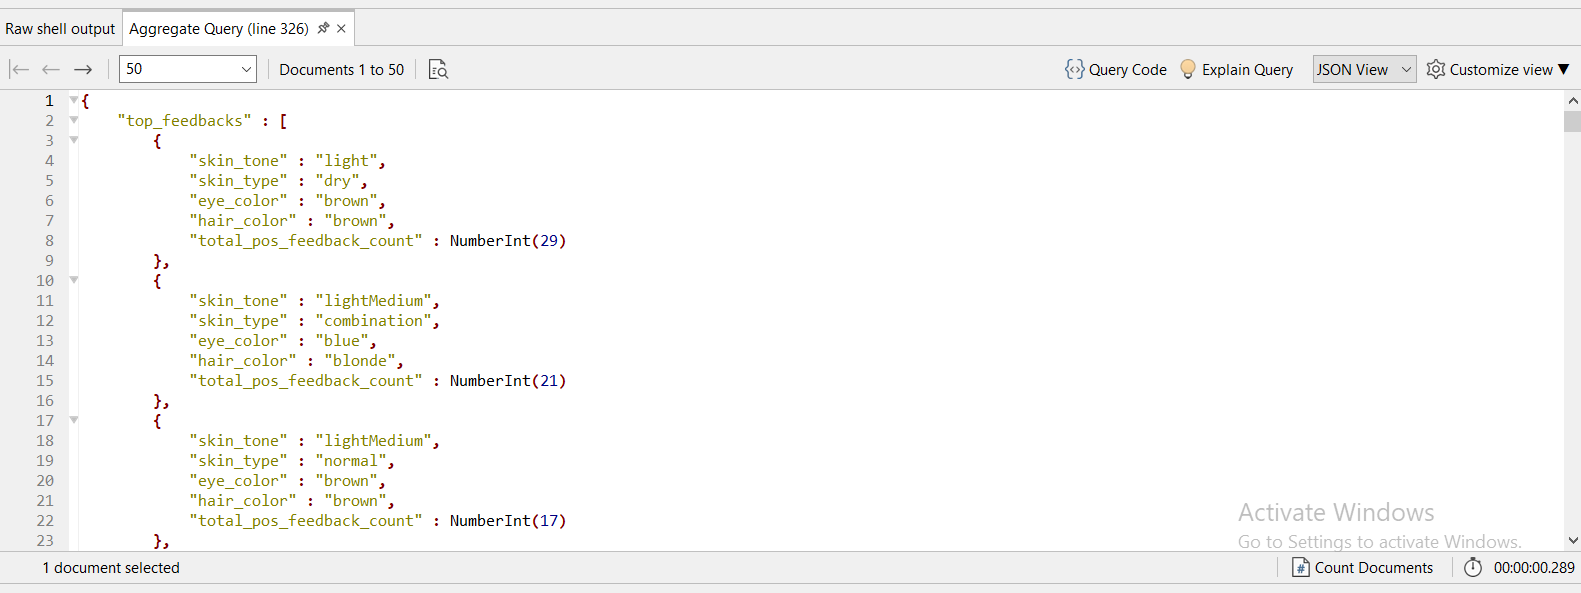 Raw shell output Aggregate Query (line 326)
50 Documents 1 to 50 Query Code Explain Query JSON View Customize view
1 {
2 "top_feedbacks" : [
3 {
4 "skin_tone" : "light",
5 "skin_type" : "dry",
6 "eye_color" : "brown",
7 "hair_color" : "brown",
8 "total_pos_feedback_count" : NumberInt(29)
9 },
10 {
11 "skin_tone" : "lightMedium",
12 "skin_type" : "combination",
13 "eye_color" : "blue",
14 "hair_color" : "blonde",
15 "total_pos_feedback_count" : NumberInt(21)
16 },
17 {
18 "skin_tone" : "lightMedium",
19 "skin_type" : "normal",
20 "eye_color" : "brown",
21 "hair_color" : "brown",
22 "total_pos_feedback_count" : NumberInt(17)
23 },
Activate Windows
Go to Settings to activate Windows.
1 document selected # Count Documents 00:00:00.289